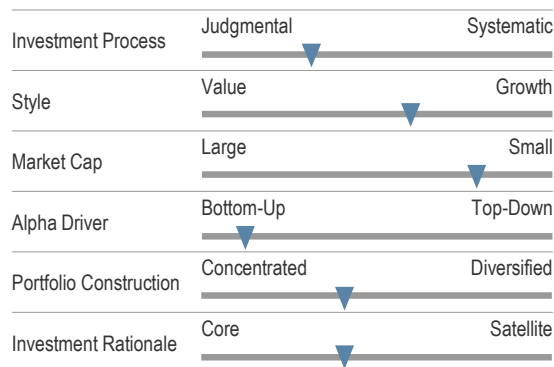 Investment Process Judgmental Systematic
Style Value Growth
Market Cap Large Small
Alpha Driver Bottom-Up Top-Down
Portfolio Construction Concentrated Diversified
Investment Rationale Core Satellite